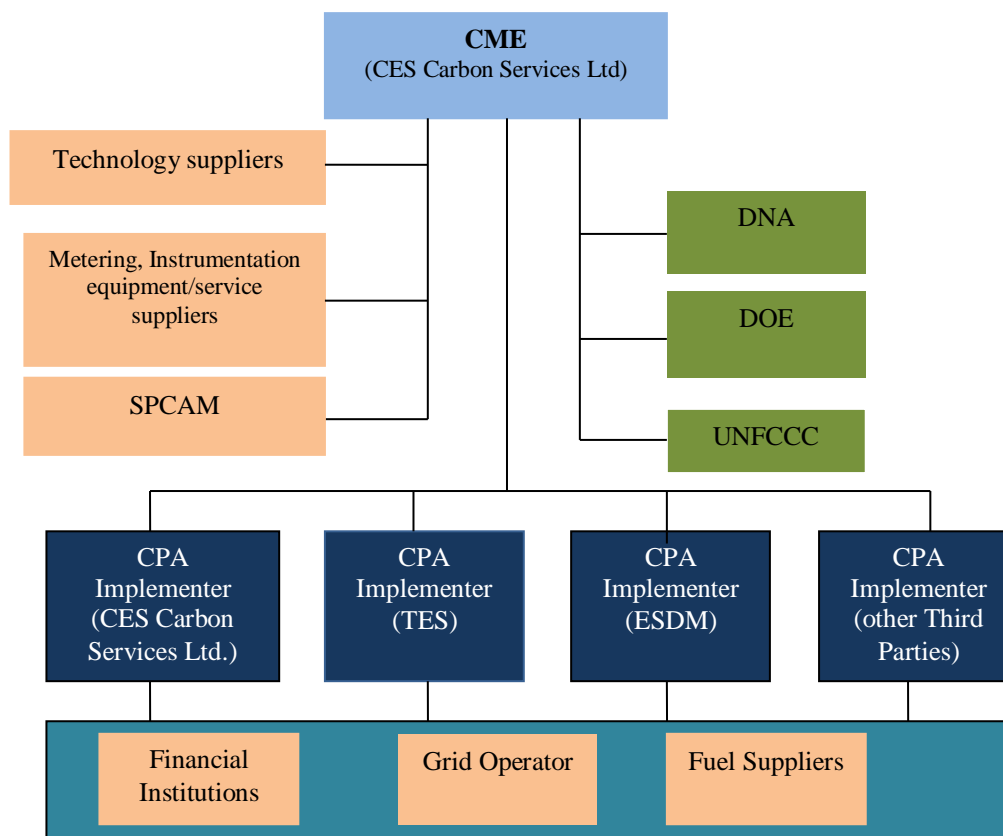 CME
(CES Carbon Services Ltd)
Technology suppliers
Metering, Instrumentation
equipment/service
suppliers
SPCAM
DNA
DOE
UNFCCC
CPA
Implementer
(CES Carbon
Services Ltd.)
CPA
Implementer
(TES)
CPA
Implementer
(ESDM)
CPA
Implementer
(other Third
Parties)
Financial
Institutions
Grid Operator
Fuel Suppliers